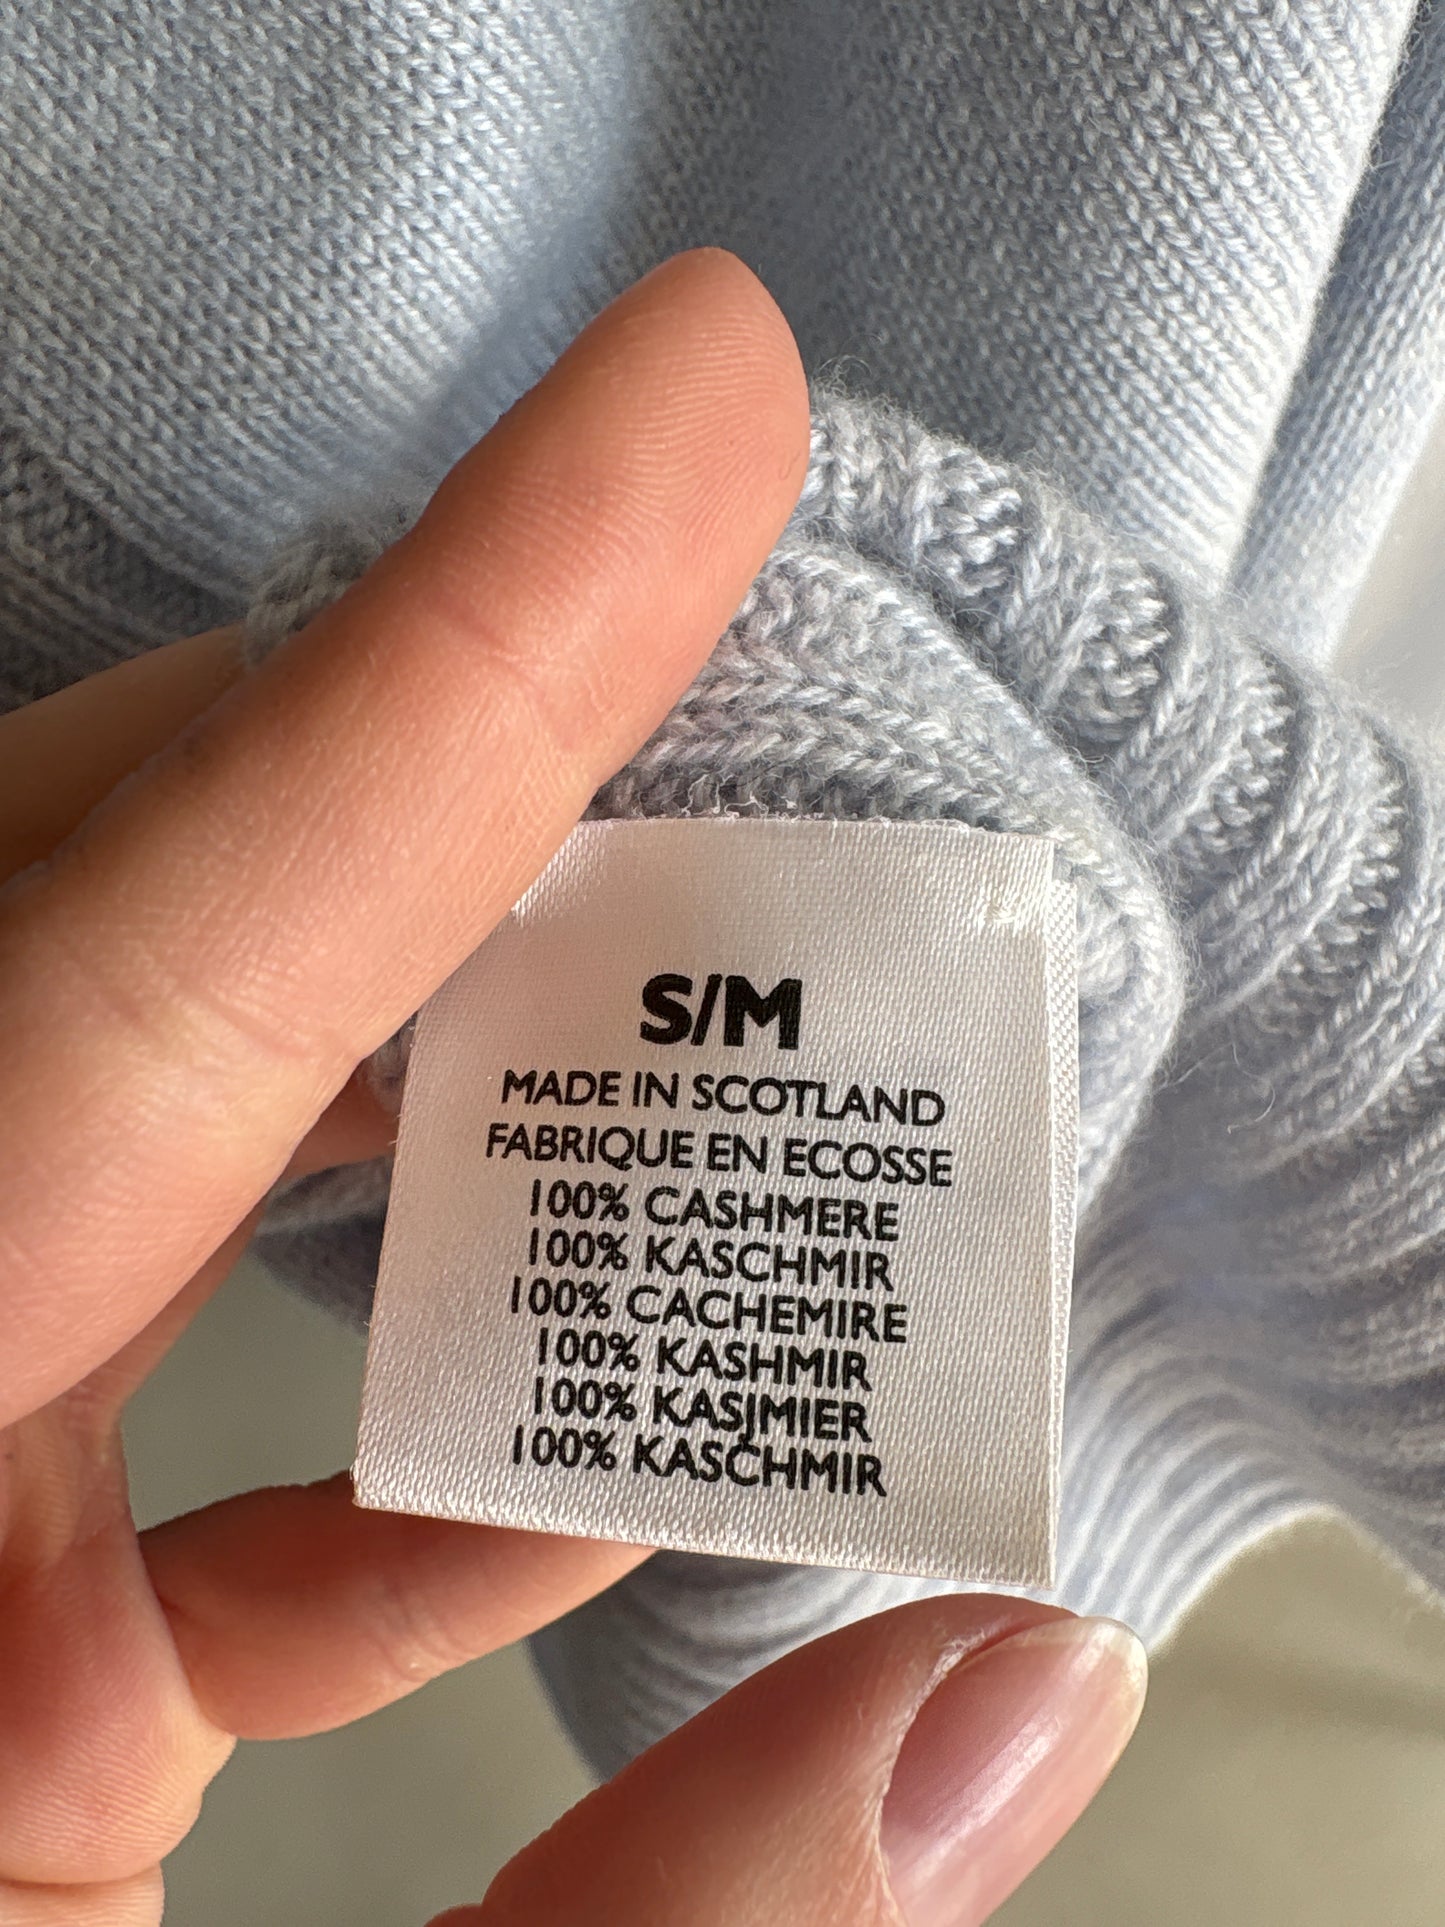 S/M
MADE IN SCOTLAND
FABRIQUE EN ECOSSE
100% CASHMERE
100% KASCHMIR
100% CACHEMIRE
100% KASHMIR
100% KASJMIER
100% KASCHMIR